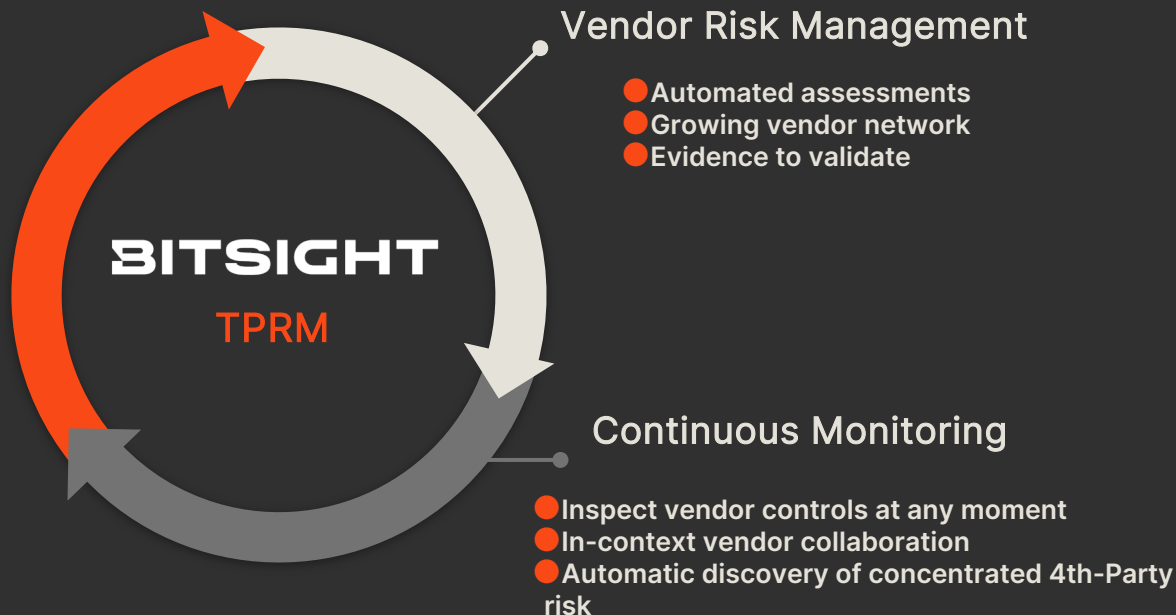 Vendor Risk Management
Automated assessments
Growing vendor network
Evidence to validate
BITSIGHT
TPRM
Continuous Monitoring
Inspect vendor controls at any moment
In-context vendor collaboration
Automatic discovery of concentrated 4th-Party
risk